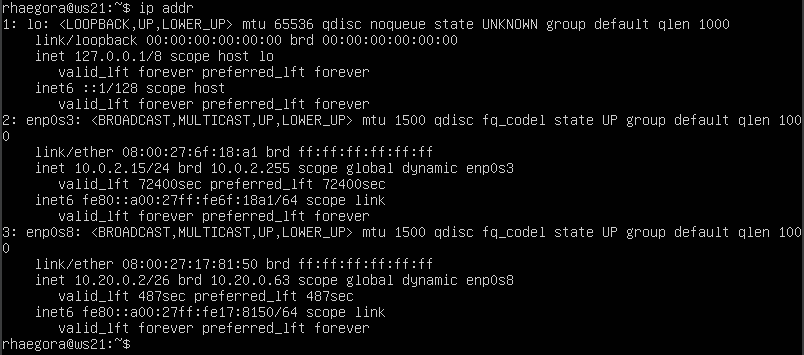 rhaegora@ws21:~$ ip addr
1: lo: <LOOPBACK,UP,LOWER_UP> mtu 65536 qdisc noqueue state UNKNOWN group default qlen 1000
    link/loopback 00:00:00:00:00:00 brd 00:00:00:00:00:00
    inet 127.0.0.1/8 scope host lo
       valid_lft forever preferred_lft forever
    inet6 ::1/128 scope host
       valid_lft forever preferred_lft forever
2: enp0s3: <BROADCAST,MULTICAST,UP,LOWER_UP> mtu 1500 qdisc fq_codel state UP group default qlen 100
0
    link/ether 08:00:27:6f:18:a1 brd ff:ff:ff:ff:ff:ff
    inet 10.0.2.15/24 brd 10.0.2.255 scope global dynamic enp0s3
       valid_lft 72400sec preferred_lft 72400sec
    inet6 fe80::a00:27ff:fe6f:18a1/64 scope link
       valid_lft forever preferred_lft forever
3: enp0s8: <BROADCAST,MULTICAST,UP,LOWER_UP> mtu 1500 qdisc fq_codel state UP group default qlen 100
0
    link/ether 08:00:27:17:81:50 brd ff:ff:ff:ff:ff:ff
    inet 10.20.0.2/26 brd 10.20.0.63 scope global dynamic enp0s8
       valid_lft 487sec preferred_lft 487sec
    inet6 fe80::a00:27ff:fe17:8150/64 scope link
       valid_lft forever preferred_lft forever
rhaegora@ws21:~$